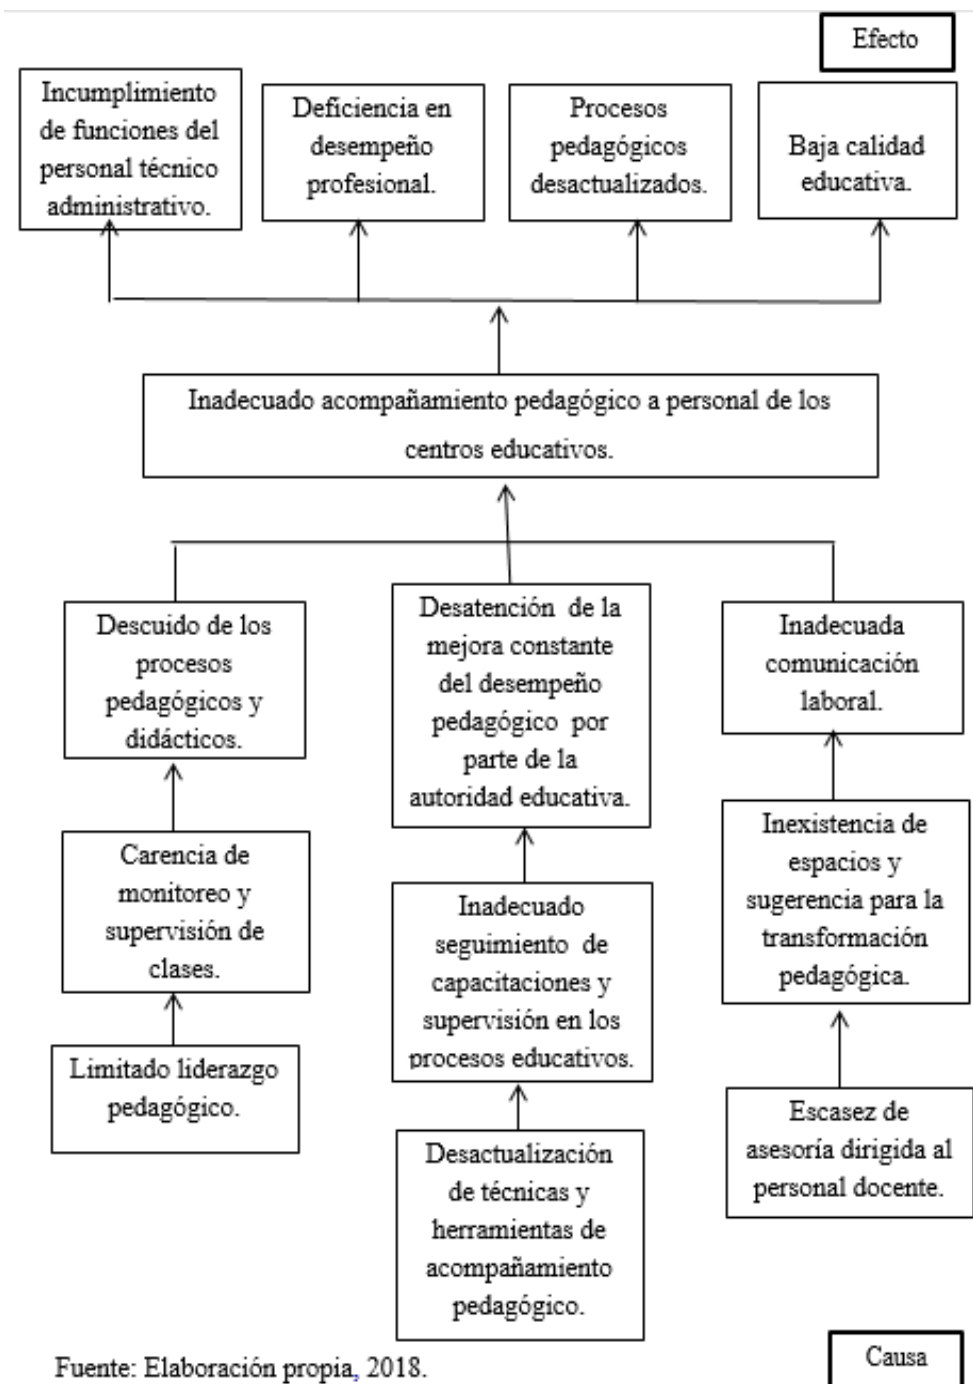 Efecto
Incumplimiento
de funciones del
personal técnico
administrativo.
Deficiencia en
desempeño
profesional.
Procesos
pedagógicos
desactualizados.
Baja calidad
educativa.
Inadecuado acompañamiento pedagógico a personal de los
centros educativos.
Descuido de los
procesos
pedagógicos y
didácticos.
Desatención de la
mejora constante
del desempeño
pedagógico por
parte de la
autoridad educativa.
Inadecuada
comunicación
laboral.
Carencia de
monitoreo y
supervisión de
clases.
Inadecuado
seguimiento de
capacitaciones y
supervisión en los
procesos educativos.
Inexistencia de
espacios y
sugerencia para la
transformación
pedagógica.
Limitado liderazgo
pedagógico.
Desactualización
de técnicas y
herramientas de
acompañamiento
pedagógico.
Escasez de
asesoría dirigida al
personal docente.
Fuente: Elaboración propia, 2018.
Causa